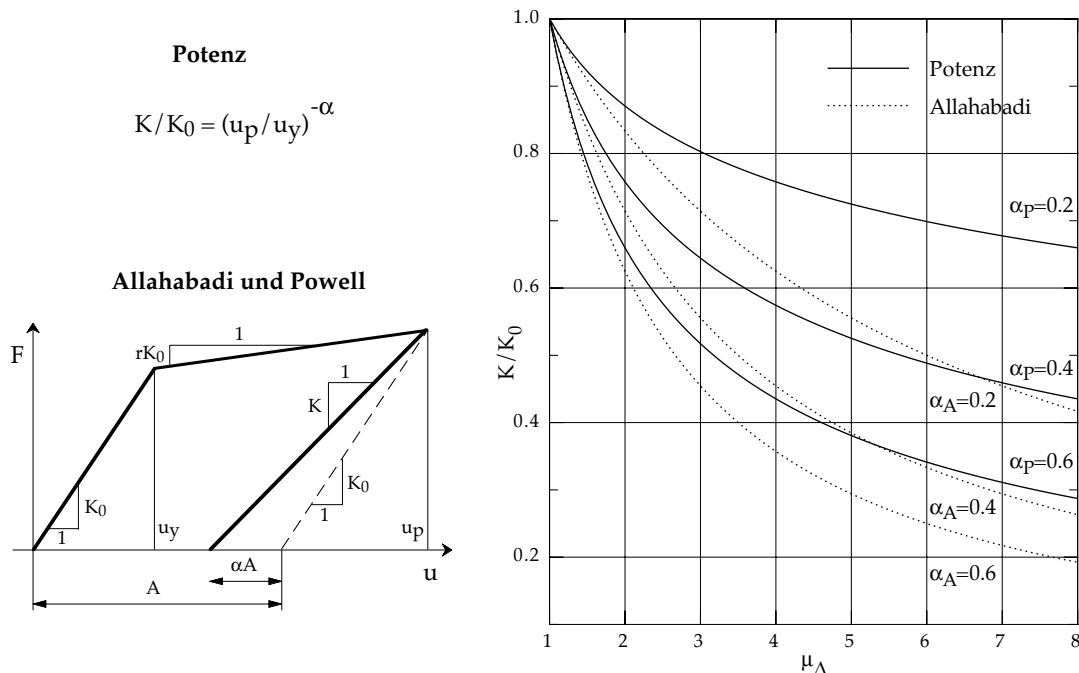 Potenz
K/K0 = (up/uy)-α
Allahabadi und Powell
F
rK0
1
1
K
K0
1
K0
1
uy
up
u
αA
A
1.0
0.8
0.6
0.4
0.2
K/K0
Potenz
Allahabadi
αP=0.2
αP=0.4
αA=0.2
αP=0.6
αA=0.4
αA=0.6
1
2
3
4
5
6
7
8
μΔ